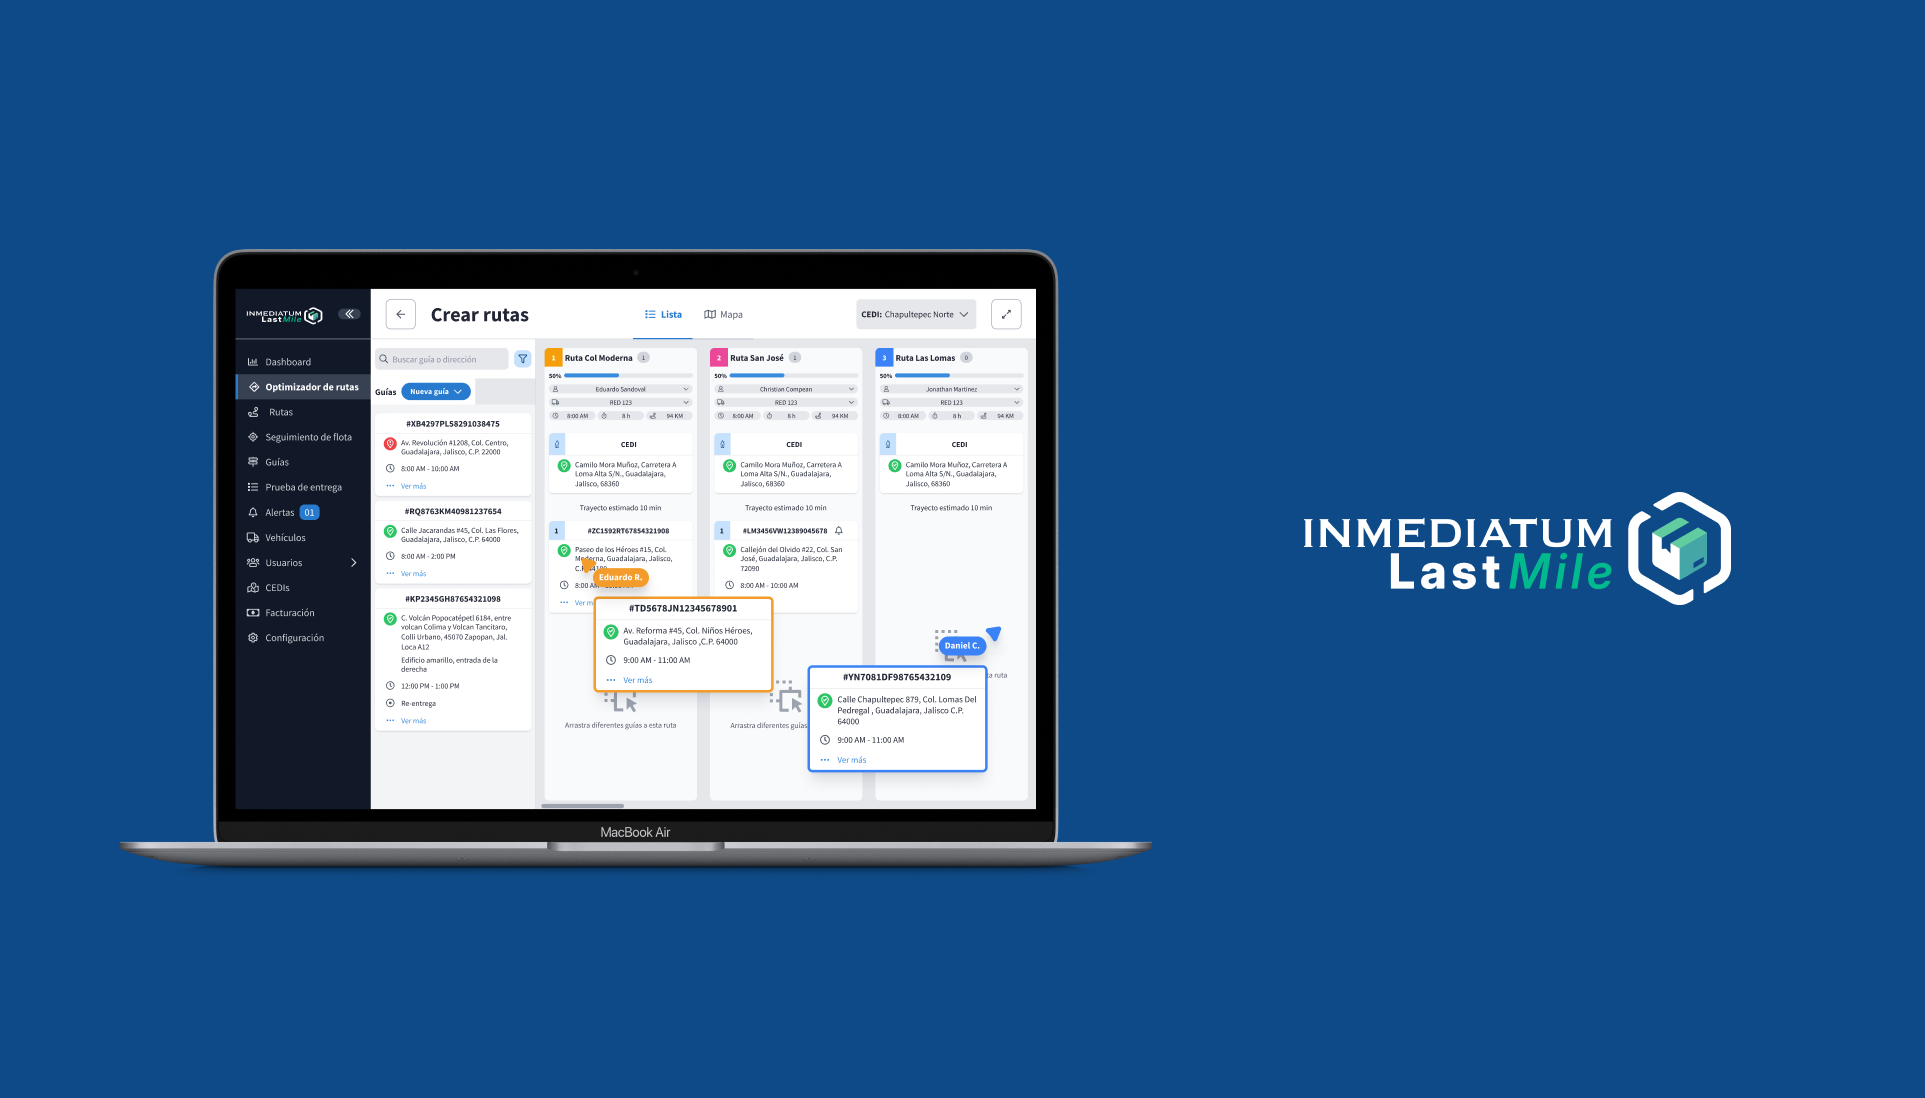 INMEDIATUM
Last Mile
Dashboard
Optimizador de rutas
Rutas
Seguimiento de flota
Guías
Prueba de entrega
Alertas 01
Vehículos
Usuarios
CEDIs
Facturación
Configuración
Crear rutas
Lista
Mapa
CEDI: Chapultepec Norte
Buscar guía o dirección
Guías
Nueva guía
#XB4297PLS8291038475
Av. Revolución #1208, Col. Centro,
Guadalajara, Jalisco, C.P. 22000
8:00 AM - 10:00 AM
Ver más
#RQ8763KM40981237654
Calle Jacarandas #45, Col. Las Flores,
Guadalajara, Jalisco, C.P. 64000
8:00 AM - 2:00 PM
Ver más
#KP2345GH87654321098
C. Volcán Popocatépetl 6184, entre
volcan Colima y Volcan Tancítaro,
Colli Urbano, 45070 Zapopan, Jal.
Loca A12
Edificio amarillo, entrada de la
derecha
12:00 PM - 1:00 PM
Re-entrega
Ver más
1 Ruta Col Moderna 1
50%
Eduardo Sandoval
RED 123
8:00 AM 8 h 94 KM
CEDI
Camilo Mora Muñoz, Carretera A
Loma Alta S/N., Guadalajara,
Jalisco, 68360
Trayecto estimado 10 min
1 #ZC1592RT67854321908
Paseo de los Héroes #15, Col.
Moderna, Guadalajara, Jalisco,
8:00 AM
Eduardo R.
#TD5678JN12345678901
Av. Reforma #45, Col. Niños Héroes,
Guadalajara, Jalisco ,C.P. 64000
9:00 AM - 11:00 AM
Ver más
Arrastra diferentes guías a esta ruta
2 Ruta San José 1
50%
Christian Compean
RED 123
8:00 AM 8 h 94 KM
CEDI
Camilo Mora Muñoz, Carretera A
Loma Alta S/N., Guadalajara,
Jalisco, 68360
Trayecto estimado 10 min
1 #LM3456VW12389045678
Callejón del Olvido #22, Col. San
José, Guadalajara, Jalisco, C.P.
72090
8:00 AM - 10:00 AM
Arrastra diferentes guías
3 Ruta Las Lomas 0
50%
Jonathan Martinez
RED 123
8:00 AM 8 h 94 KM
CEDI
Camilo Mora Muñoz, Carretera A
Loma Alta S/N., Guadalajara,
Jalisco, 68360
Trayecto estimado 10 min
Daniel C.
ruta
#YN7081DF98765432109
Calle Chapultepec 879, Col. Lomas Del
Pedregal , Guadalajara, Jalisco C.P.
64000
9:00 AM - 11:00 AM
Ver más
MacBook Air
INMEDIATUM
Last Mile